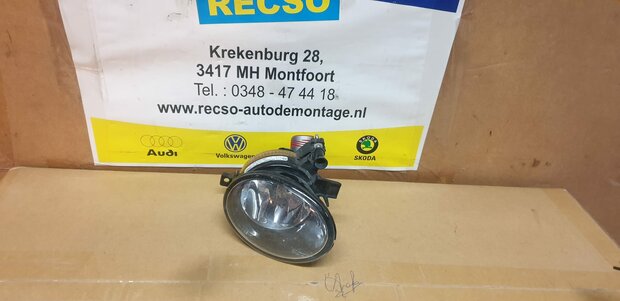 RECSO
Krekenburg 28,
3417 MH Montfoort
Tel. : 0348 - 47 44 18
www.recso-autodemontage.nl
Audi
Volkswagen
SKODA